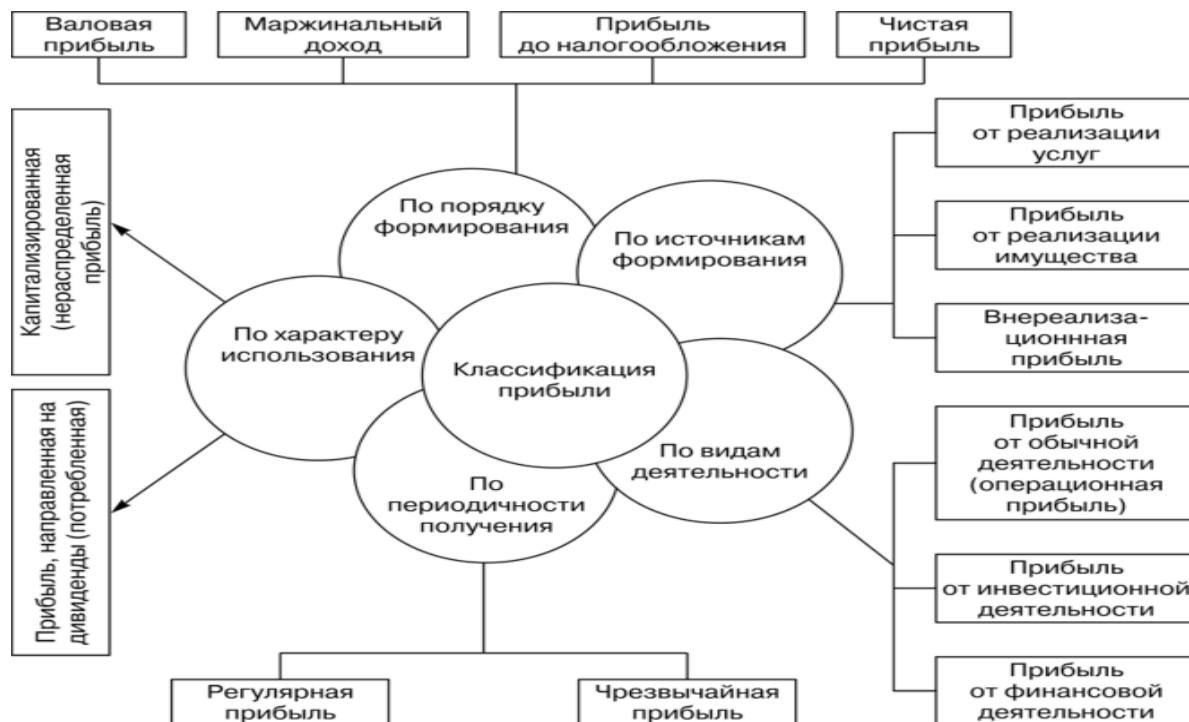 Валовая
прибыль
Маржинальный
доход
Прибыль
до налогообложения
Чистая
прибыль
Капитализированная
(нераспределенная
прибыль)
Прибыль, направленная на
дивиденды (потребленная)
По порядку
формирования
По источникам
формирования
По характеру
использования
Классификация
прибыли
По видам
деятельности
По
периодичности
получения
Прибыль
от реализации
услуг
Прибыль
от реализации
имущества
Внереализа-
ционнная
прибыль
Прибыль
от обычной
деятельности
(операционная
прибыль)
Прибыль
от инвестиционной
деятельности
Прибыль
от финансовой
деятельности
Регулярная
прибыль
Чрезвычайная
прибыль